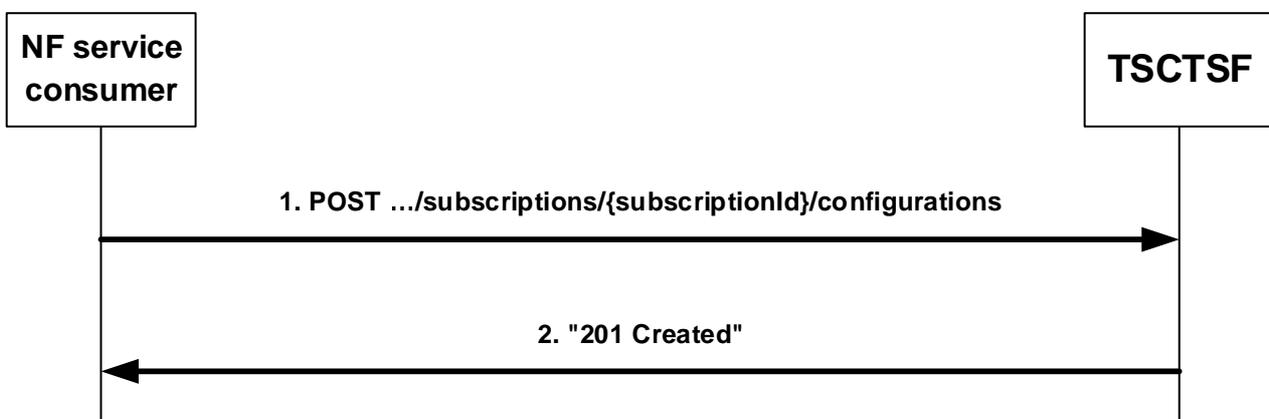 NF service
consumer
TSCTSF
1. POST …/subscriptions/{subscriptionId}/configurations
2. "201 Created"